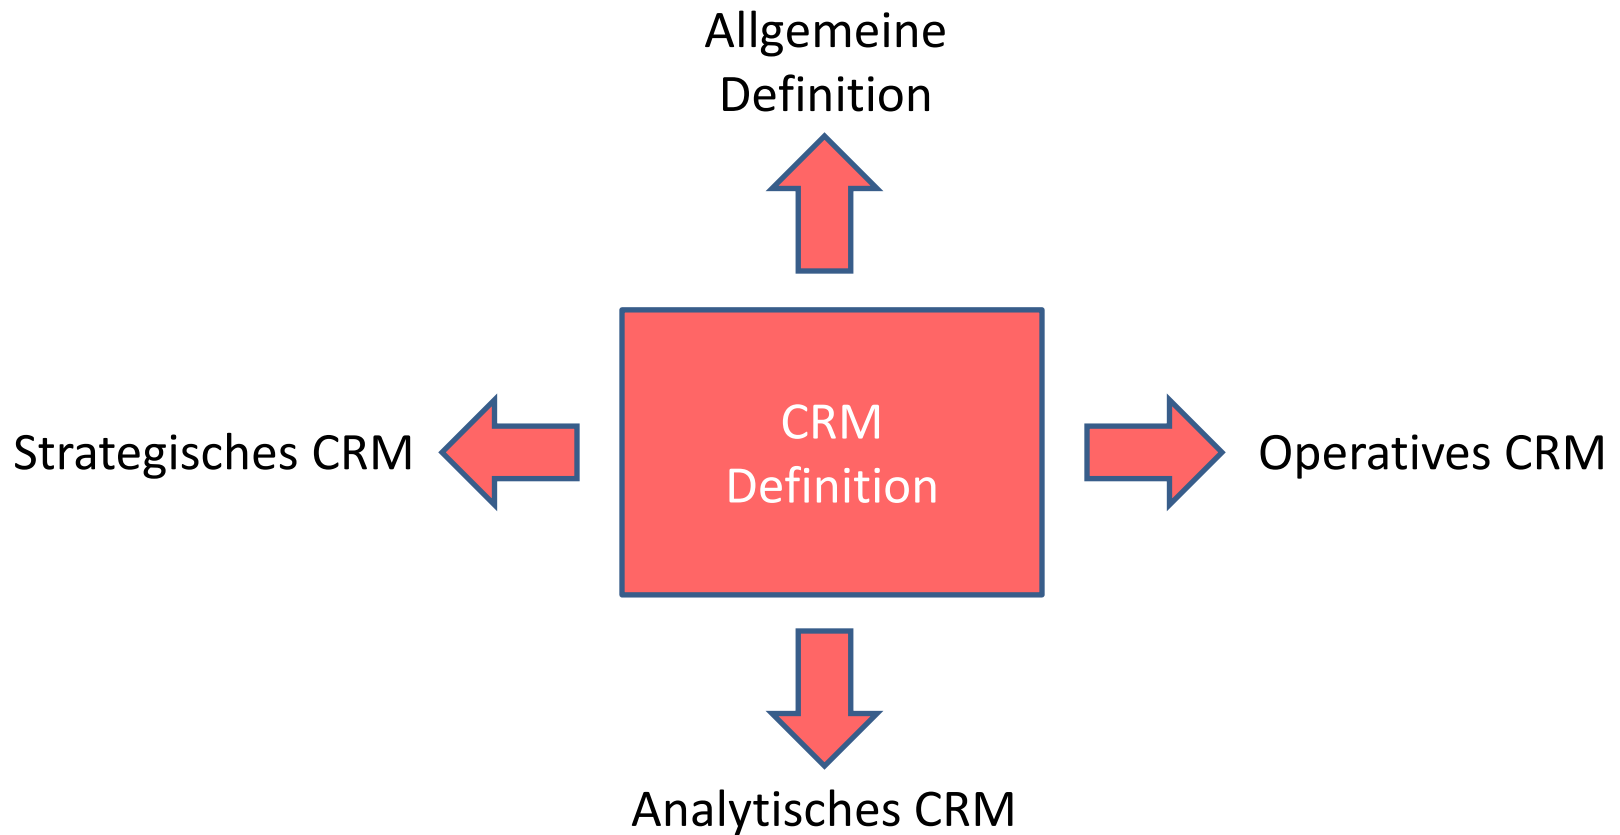 Allgemeine
Definition
CRM
Definition
Strategisches CRM
Operatives CRM
Analytisches CRM